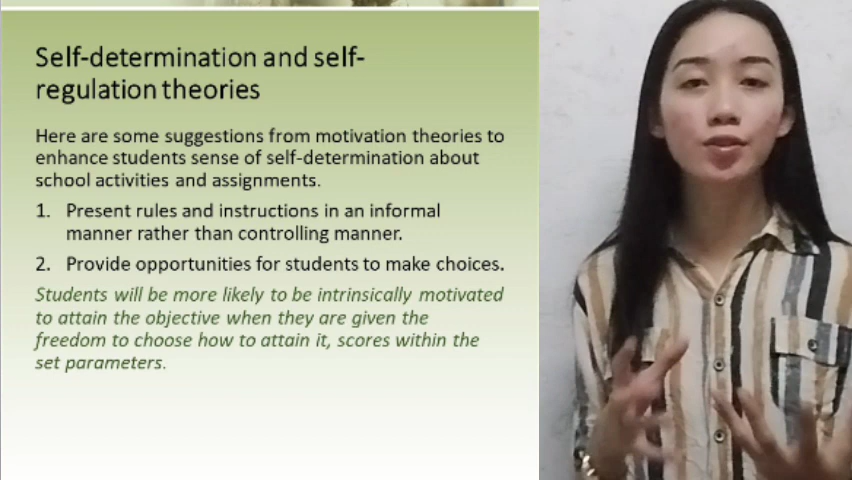 Self-determination and self-
regulation theories
Here are some suggestions from motivation theories to
enhance students sense of self-determination about
school activities and assignments.
1. Present rules and instructions in an informal
manner rather than controlling manner.
2. Provide opportunities for students to make choices.
Students will be more likely to be intrinsically motivated
to attain the objective when they are given the
freedom to choose how to attain it, scores within the
set parameters.